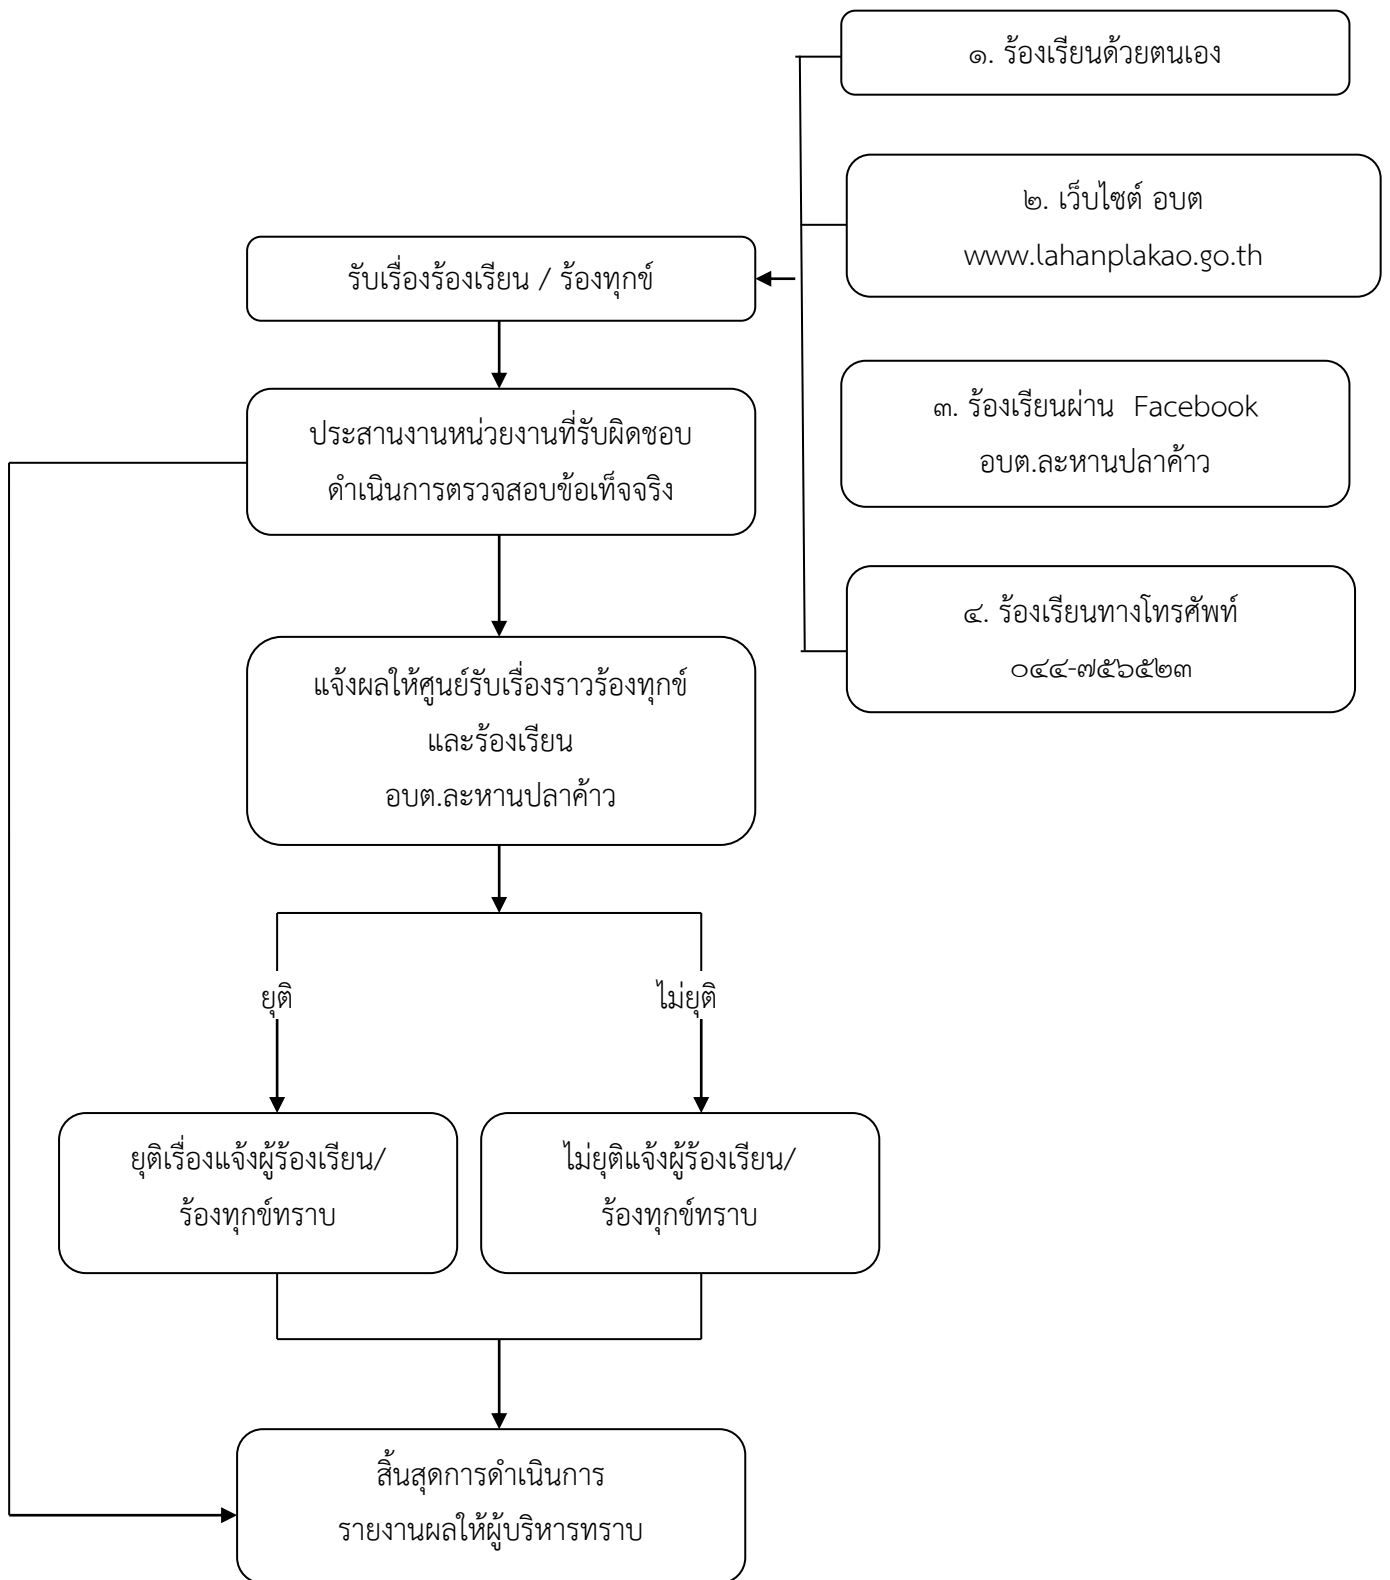 ๑. ร้องเรียนด้วยตนเอง
๒. เว็บไซต์ อบต
www.lahanplakao.go.th
รับเรื่องร้องเรียน / ร้องทุกข์
๓. ร้องเรียนผ่าน Facebook
อบต.ละหานปลาค้าว
ประสานงานหน่วยงานที่รับผิดชอบ
ดำเนินการตรวจสอบข้อเท็จจริง
๔. ร้องเรียนทางโทรศัพท์
๐๔๔-๗๕๖๕๒๓
แจ้งผลให้ศูนย์รับเรื่องราวร้องทุกข์
และร้องเรียน
อบต.ละหานปลาค้าว
ยุติ
ไม่ยุติ
ยุติเรื่องแจ้งผู้ร้องเรียน/
ร้องทุกข์ทราบ
ไม่ยุติแจ้งผู้ร้องเรียน/
ร้องทุกข์ทราบ
สิ้นสุดการดำเนินการ
รายงานผลให้ผู้บริหารทราบ